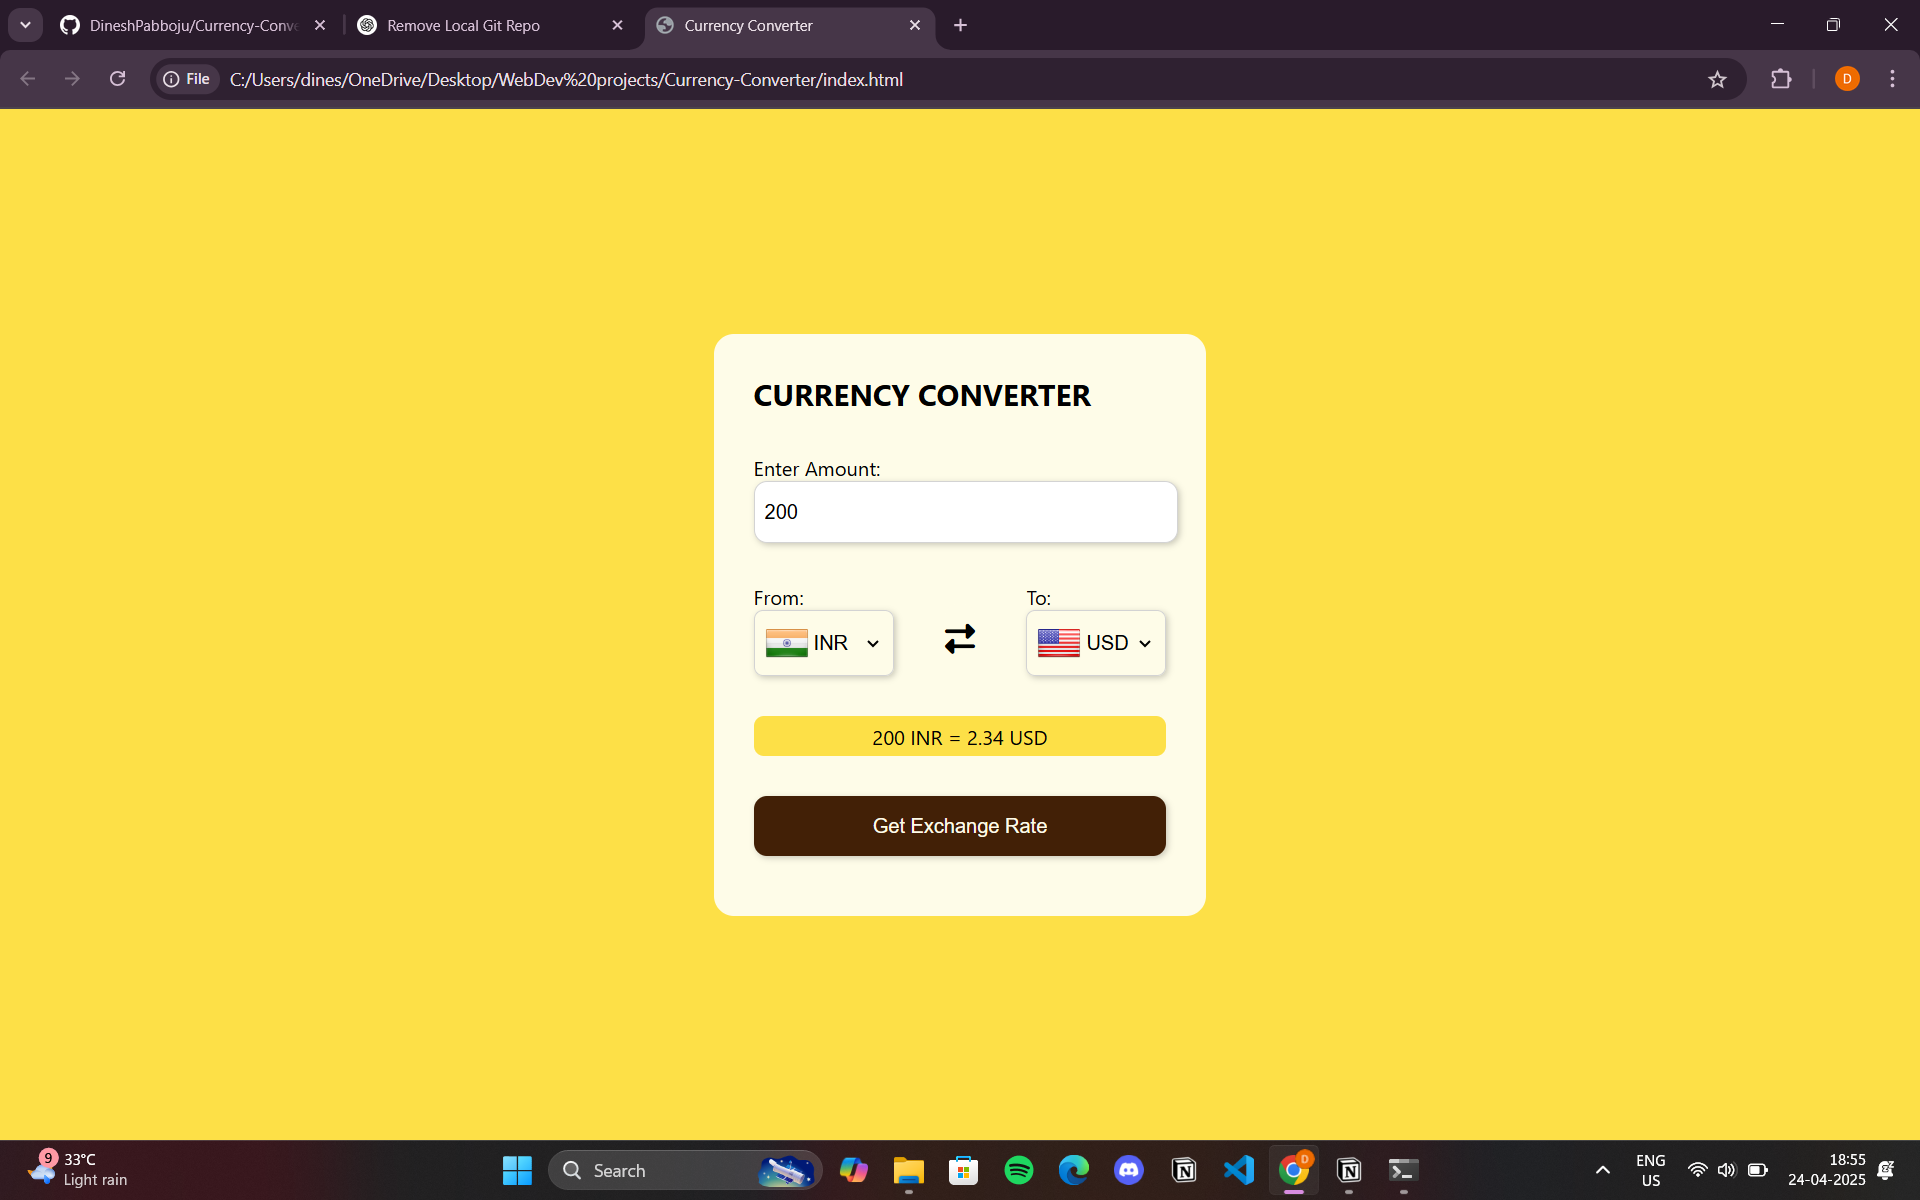 DineshPabboju/Currency-Conve
Remove Local Git Repo
Currency Converter
File
C:/Users/dines/OneDrive/Desktop/WebDev%20projects/Currency-Converter/index.html
D
CURRENCY CONVERTER
Enter Amount:
200
From:
To:
INR
USD
200 INR = 2.34 USD
Get Exchange Rate
9
33°C
Light rain
Search
D
ENG
US
18:55
24-04-2025